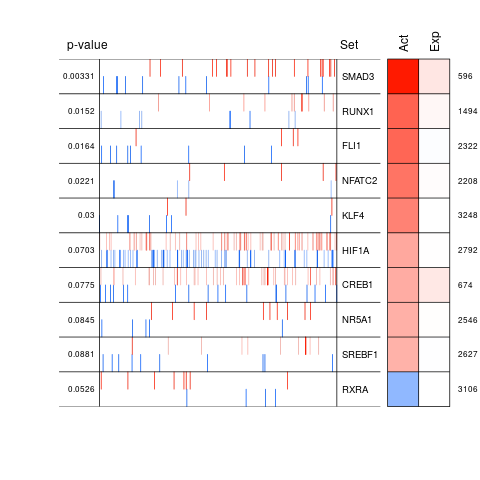 p-value Set Act Exp
0.00331 SMAD3 596
0.0152 RUNX1 1494
0.0164 FLI1 2322
0.0221 NFATC2 2208
0.03 KLF4 3248
0.0703 HIF1A 2792
0.0775 CREB1 674
0.0845 NR5A1 2546
0.0881 SREBF1 2627
0.0526 RXRA 3106